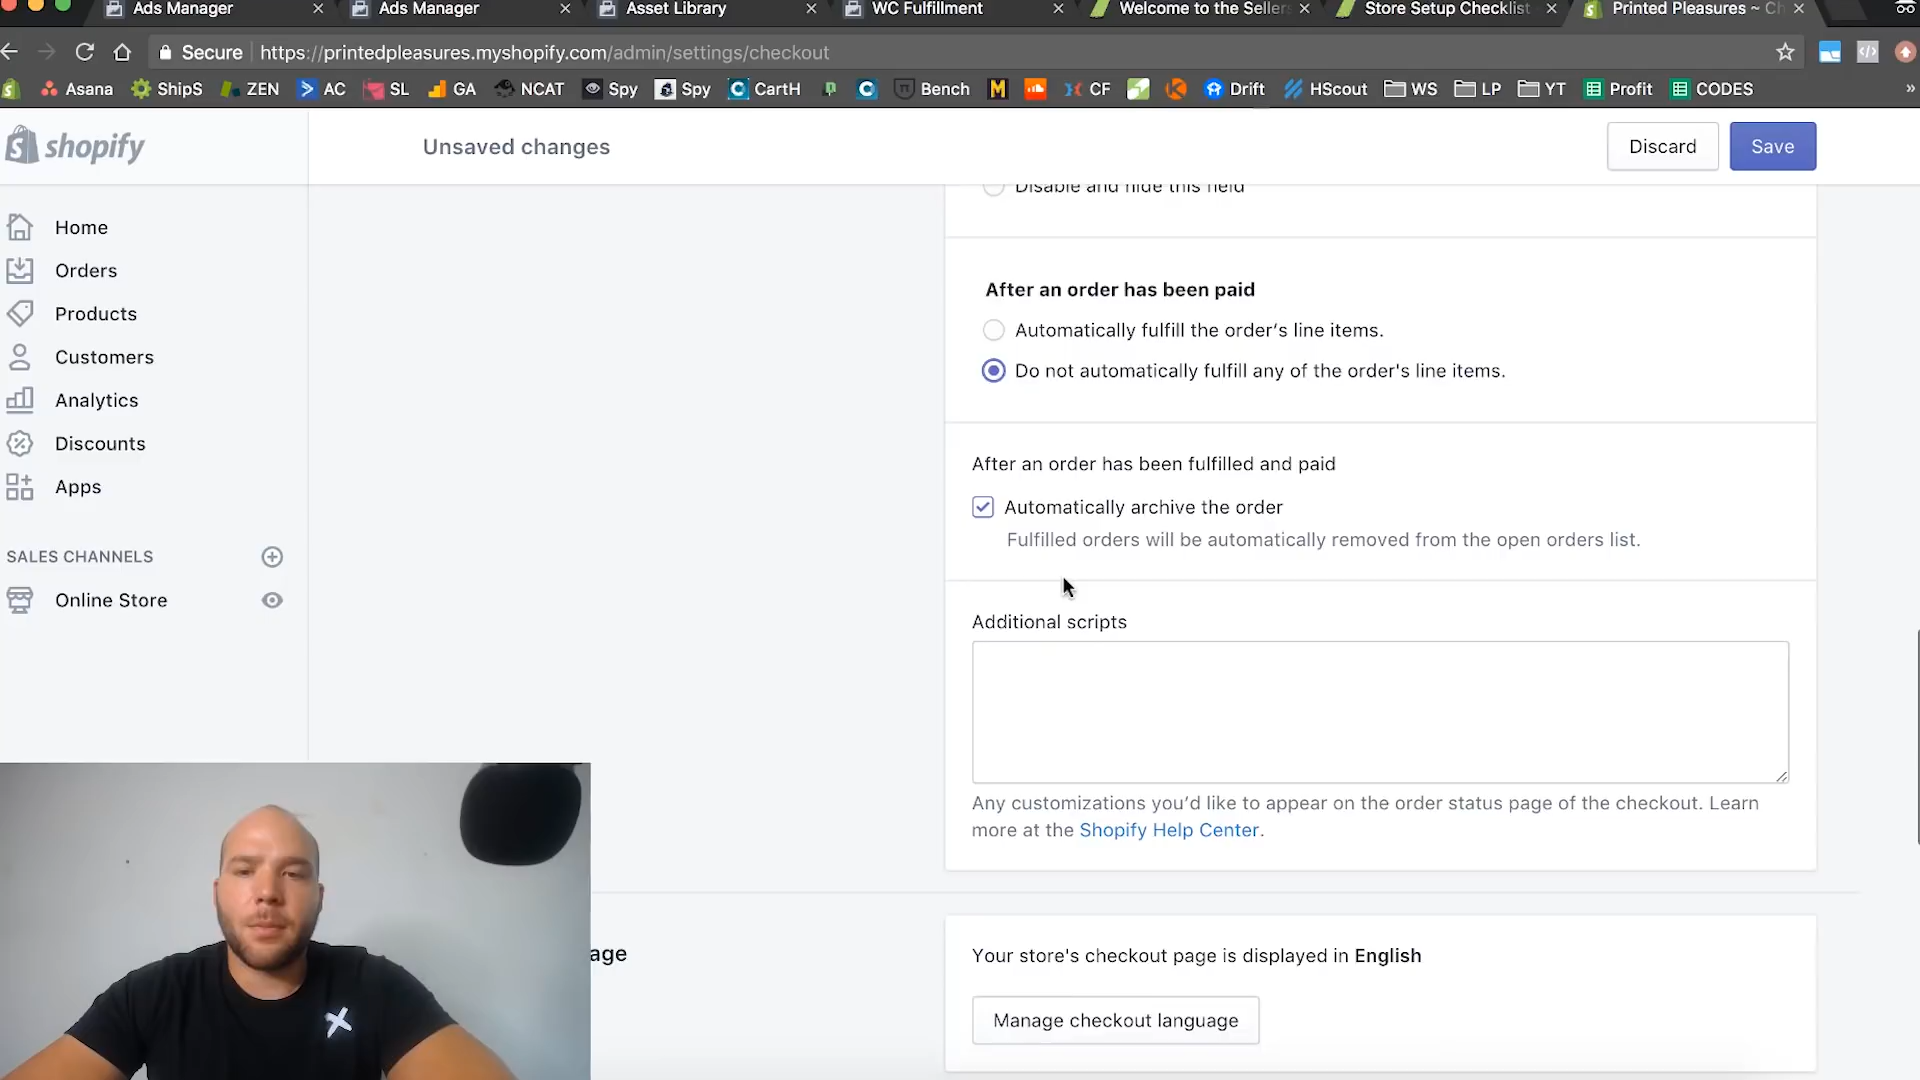 Ads Manager
Ads Manager
Asset Library
WC Fulfillment
Welcome to the Sellers
Store Setup Checklist
Printed Pleasures ~ Ch
Secure
https://printedpleasures.myshopify.com/admin/settings/checkout
Asana
ShipS
ZEN
AC
SL
GA
NCAT
Spy
Spy
CartH
Bench
CF
Drift
HScout
WS
LP
YT
Profit
CODES
»
shopify
Unsaved changes
Discard
Save
Home
Orders
Products
Customers
Analytics
Discounts
Apps
SALES CHANNELS
Online Store
Disable and hide this field
After an order has been paid
Automatically fulfill the order's line items.
Do not automatically fulfill any of the order's line items.
After an order has been fulfilled and paid
Automatically archive the order
Fulfilled orders will be automatically removed from the open orders list.
Additional scripts
Any customizations you'd like to appear on the order status page of the checkout. Learn
more at the Shopify Help Center.
age
Your store's checkout page is displayed in English
Manage checkout language